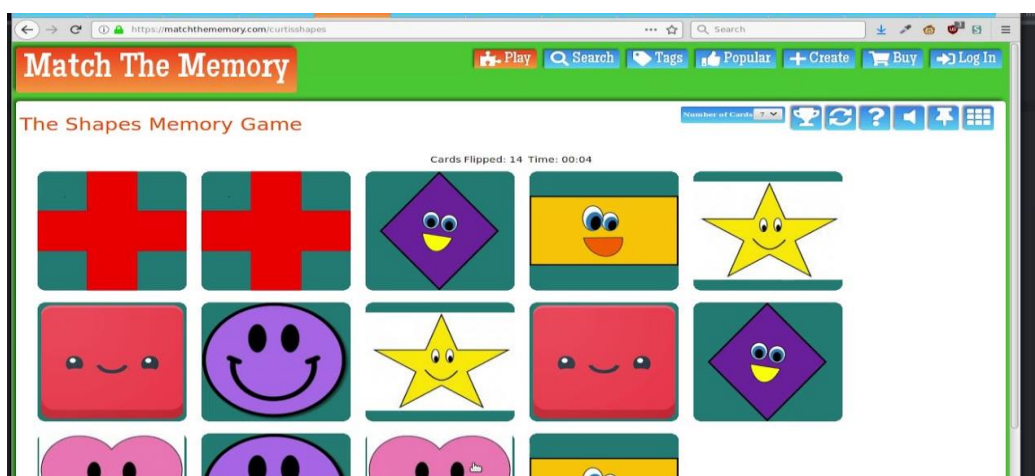 https://matchthememory.com/curtisshapes
Search
Match The Memory
Play Search Tags Popular Create Buy Log In
The Shapes Memory Game
Number of Cards 7
Cards Flipped: 14 Time: 00:04